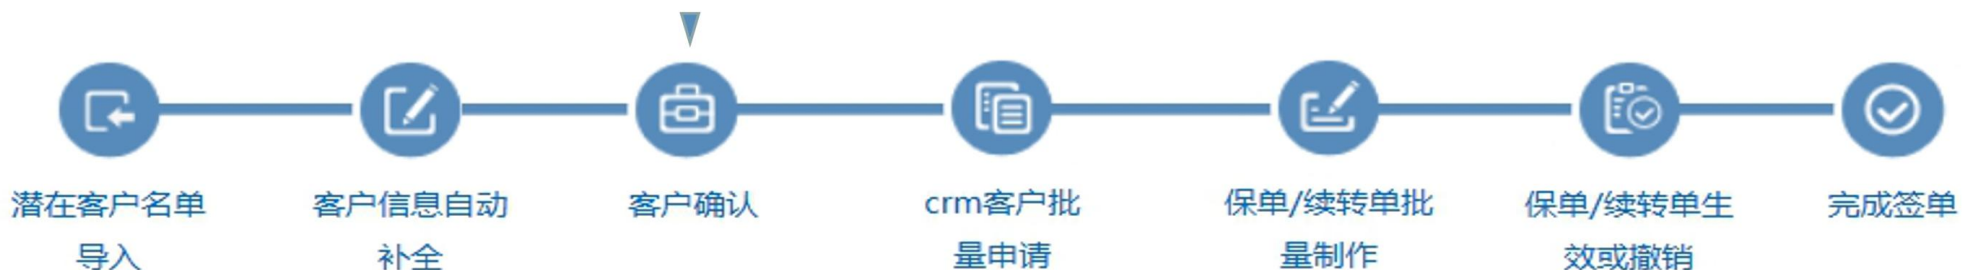 潜在客户名单
导入
客户信息自动
补全
客户确认
crm客户批
量申请
保单/续转单批
量制作
保单/续转单生
效或撤销
完成签单